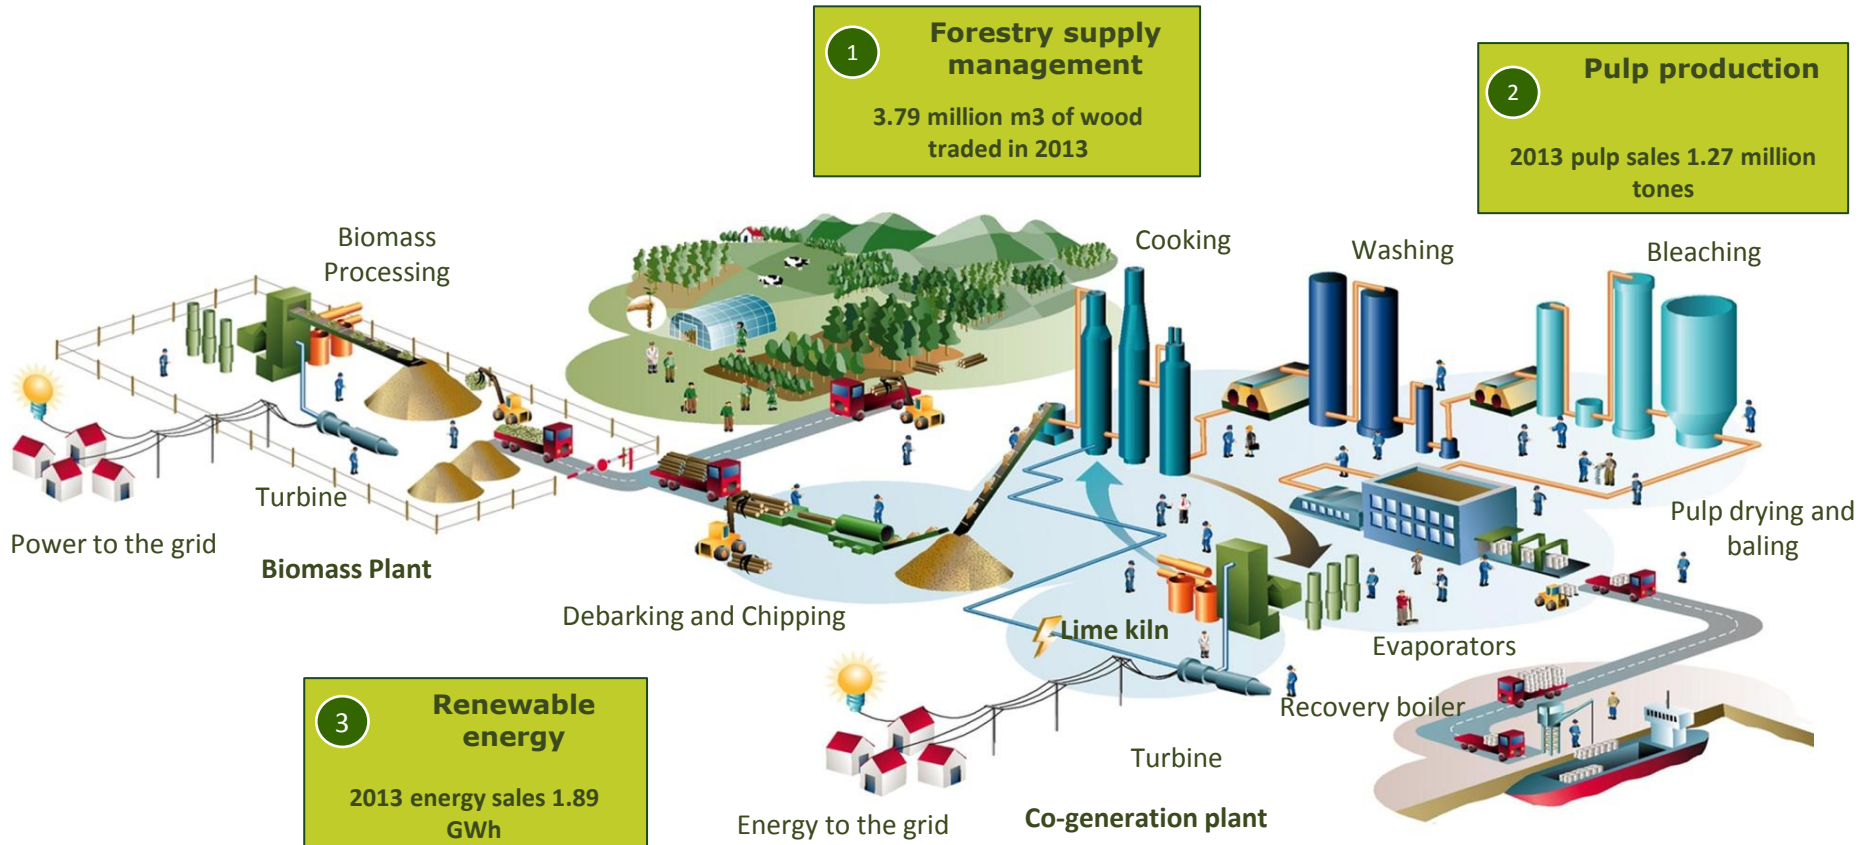 1
Forestry supply
management
3.79 million m3 of wood
traded in 2013
2
Pulp production
2013 pulp sales 1.27 million
tones
Biomass
Processing
Cooking
Washing
Bleaching
Turbine
Power to the grid
Biomass Plant
Pulp drying and
baling
Debarking and Chipping
Lime kiln
Evaporators
Recovery boiler
3
Renewable
energy
2013 energy sales 1.89
GWh
Turbine
Energy to the grid
Co-generation plant